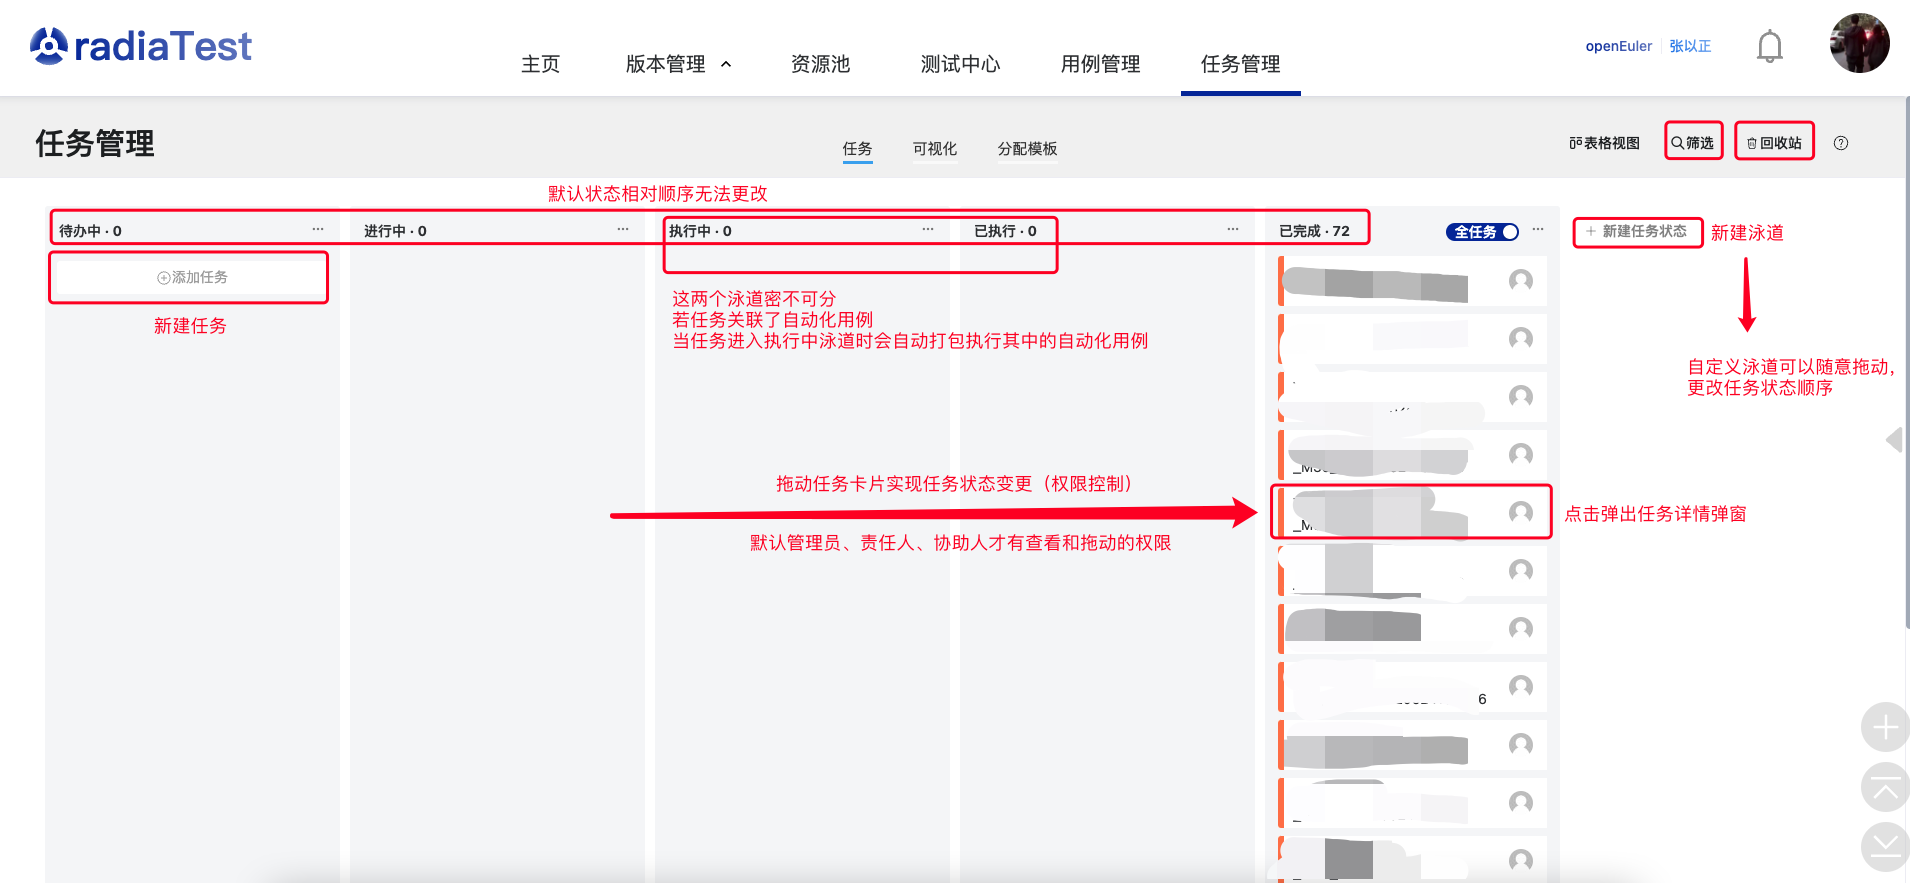 radiaTest
主页
版本管理
资源池
测试中心
用例管理
任务管理
openEuler
张以正
任务管理
任务
可视化
分配模板
表格视图
筛选
回收站
默认状态相对顺序无法更改
待办中 · 0
进行中 · 0
执行中 · 0
已执行 · 0
已完成 · 72
全任务
+ 新建任务状态
新建泳道
添加任务
新建任务
这两个泳道密不可分
若任务关联了自动化用例
当任务进入执行中泳道时会自动打包执行其中的自动化用例
自定义泳道可以随意拖动,
更改任务状态顺序
拖动任务卡片实现任务状态变更（权限控制）
点击弹出任务详情弹窗
默认管理员、责任人、协助人才有查看和拖动的权限
6